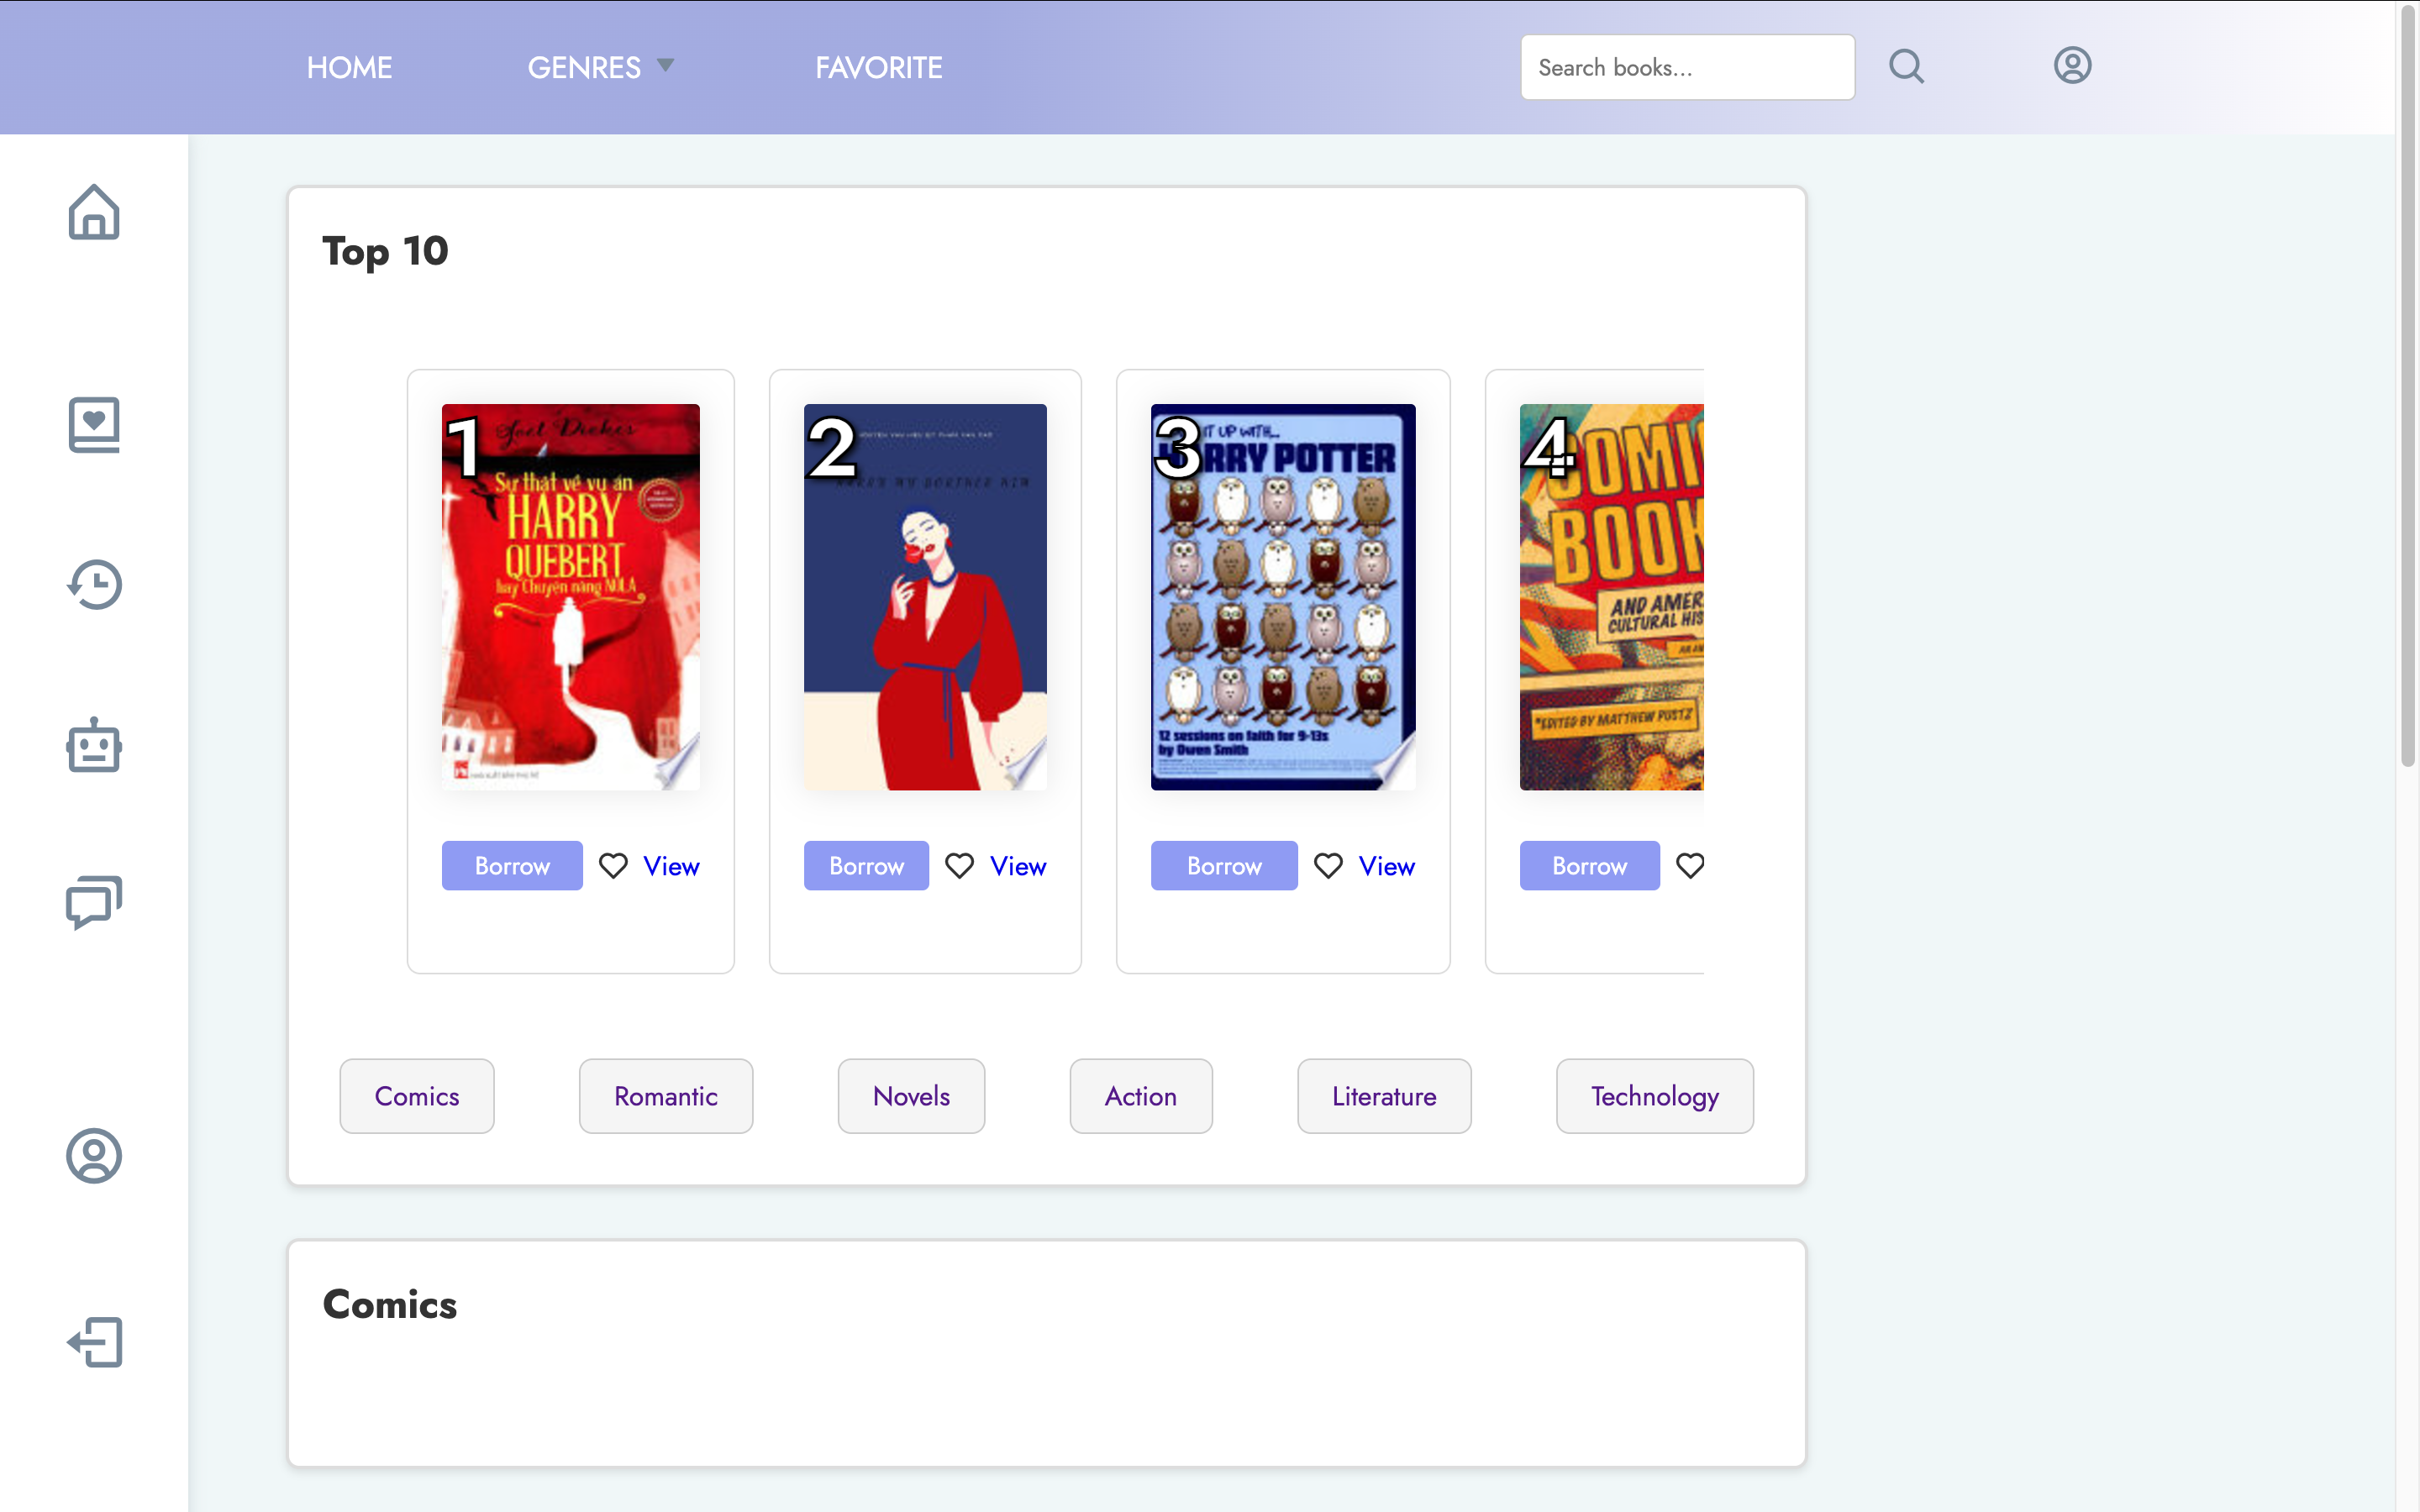 HOME
GENRES
FAVORITE
Search books...
Top 10
1
Joel Dicker
Sự thật về vụ án
HARRY
QUEBERT
hay Chuyện nàng NOLA
2
3
IT UP WITH...
RRY POTTER
12 sessions on faith for 9-13s
by Owen Smith
4
COMI
BOOK
AND AMER
CULTURAL HIS
EDITED BY MATTHEW PUSTZ
Borrow
View
Borrow
View
Borrow
View
Borrow
Comics
Romantic
Novels
Action
Literature
Technology
Comics